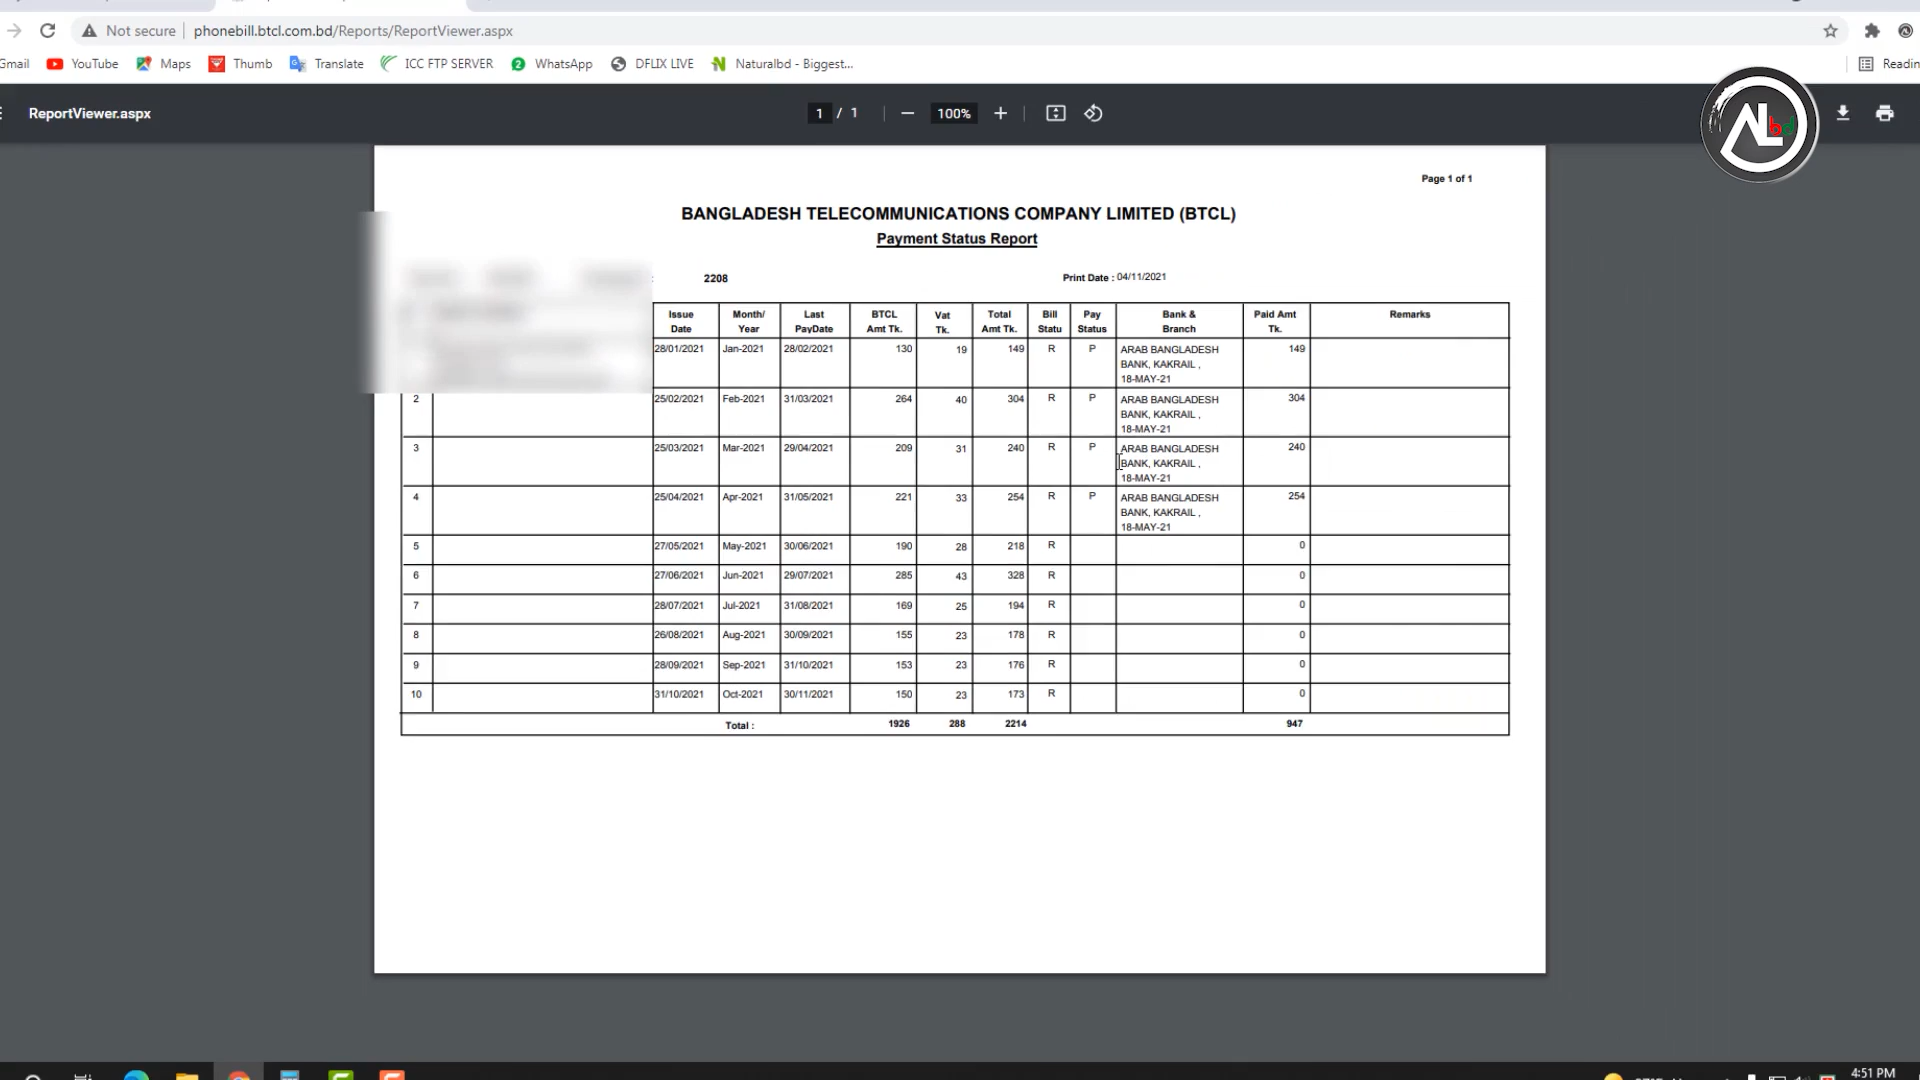 Not secure phonebill.btcl.com.bd/Reports/ReportViewer.aspx
Gmail YouTube Maps Thumb Translate ICC FTP SERVER 2 WhatsApp DFLIX LIVE Naturalbd - Biggest... Readin
ReportViewer.aspx 1 / 1 100%
AL bd
Page 1 of 1
BANGLADESH TELECOMMUNICATIONS COMPANY LIMITED (BTCL)
Payment Status Report
: 2208 Print Date : 04/11/2021
Issue Month/ Last BTCL Vat Total Bill Pay Bank & Paid Amt Remarks
Date Year PayDate Amt Tk. Tk. Amt Tk. Statu Status Branch Tk.
28/01/2021 Jan-2021 28/02/2021 130 19 149 R P ARAB BANGLADESH 149
BANK, KAKRAIL ,
18-MAY-21
2 25/02/2021 Feb-2021 31/03/2021 264 40 304 R P ARAB BANGLADESH 304
BANK, KAKRAIL ,
18-MAY-21
3 25/03/2021 Mar-2021 29/04/2021 209 31 240 R P ARAB BANGLADESH 240
BANK, KAKRAIL ,
18-MAY-21
4 25/04/2021 Apr-2021 31/05/2021 221 33 254 R P ARAB BANGLADESH 254
BANK, KAKRAIL ,
18-MAY-21
5 27/05/2021 May-2021 30/06/2021 190 28 218 R 0
6 27/06/2021 Jun-2021 29/07/2021 285 43 328 R 0
7 28/07/2021 Jul-2021 31/08/2021 169 25 194 R 0
8 26/08/2021 Aug-2021 30/09/2021 155 23 178 R 0
9 28/09/2021 Sep-2021 31/10/2021 153 23 176 R 0
10 31/10/2021 Oct-2021 30/11/2021 150 23 173 R 0
Total : 1926 288 2214 947
4:51 PM